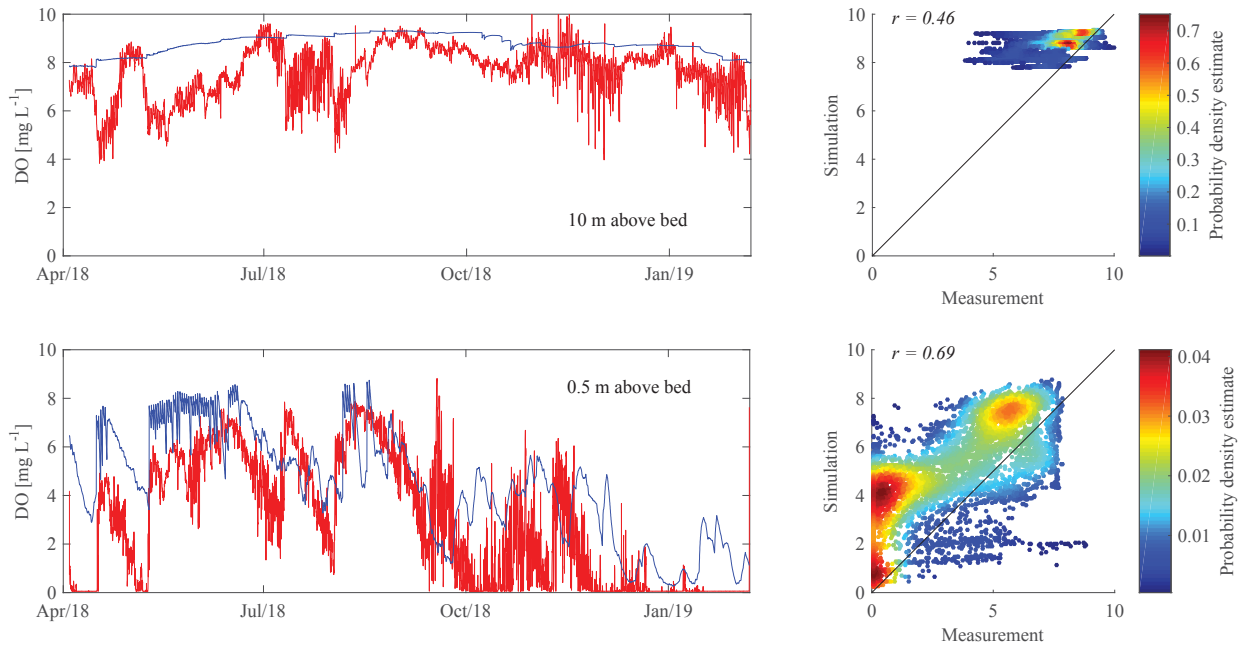 10
8
6
4
2
0
DO [mg L⁻¹]
10 m above bed
Apr/18
Jul/18
Oct/18
Jan/19
10
8
6
4
2
0
Simulation
r = 0.46
0
5
10
Measurement
0.7
0.6
0.5
0.4
0.3
0.2
0.1
Probability density estimate
10
8
6
4
2
0
DO [mg L⁻¹]
0.5 m above bed
Apr/18
Jul/18
Oct/18
Jan/19
10
8
6
4
2
0
Simulation
r = 0.69
0
5
10
Measurement
0.04
0.03
0.02
0.01
Probability density estimate